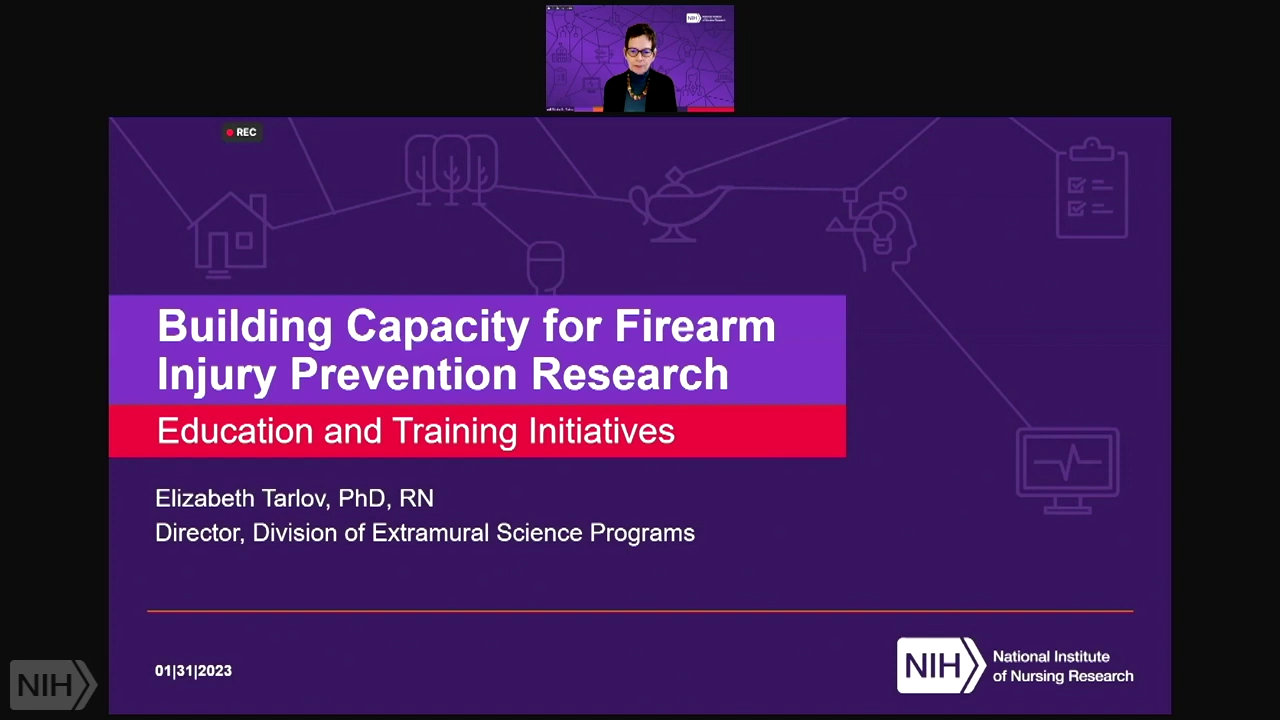 NIH
REC
Building Capacity for Firearm
Injury Prevention Research
Education and Training Initiatives
Elizabeth Tarlov, PhD, RN
Director, Division of Extramural Science Programs
01|31|2023
NIH
National Institute
of Nursing Research
NIH